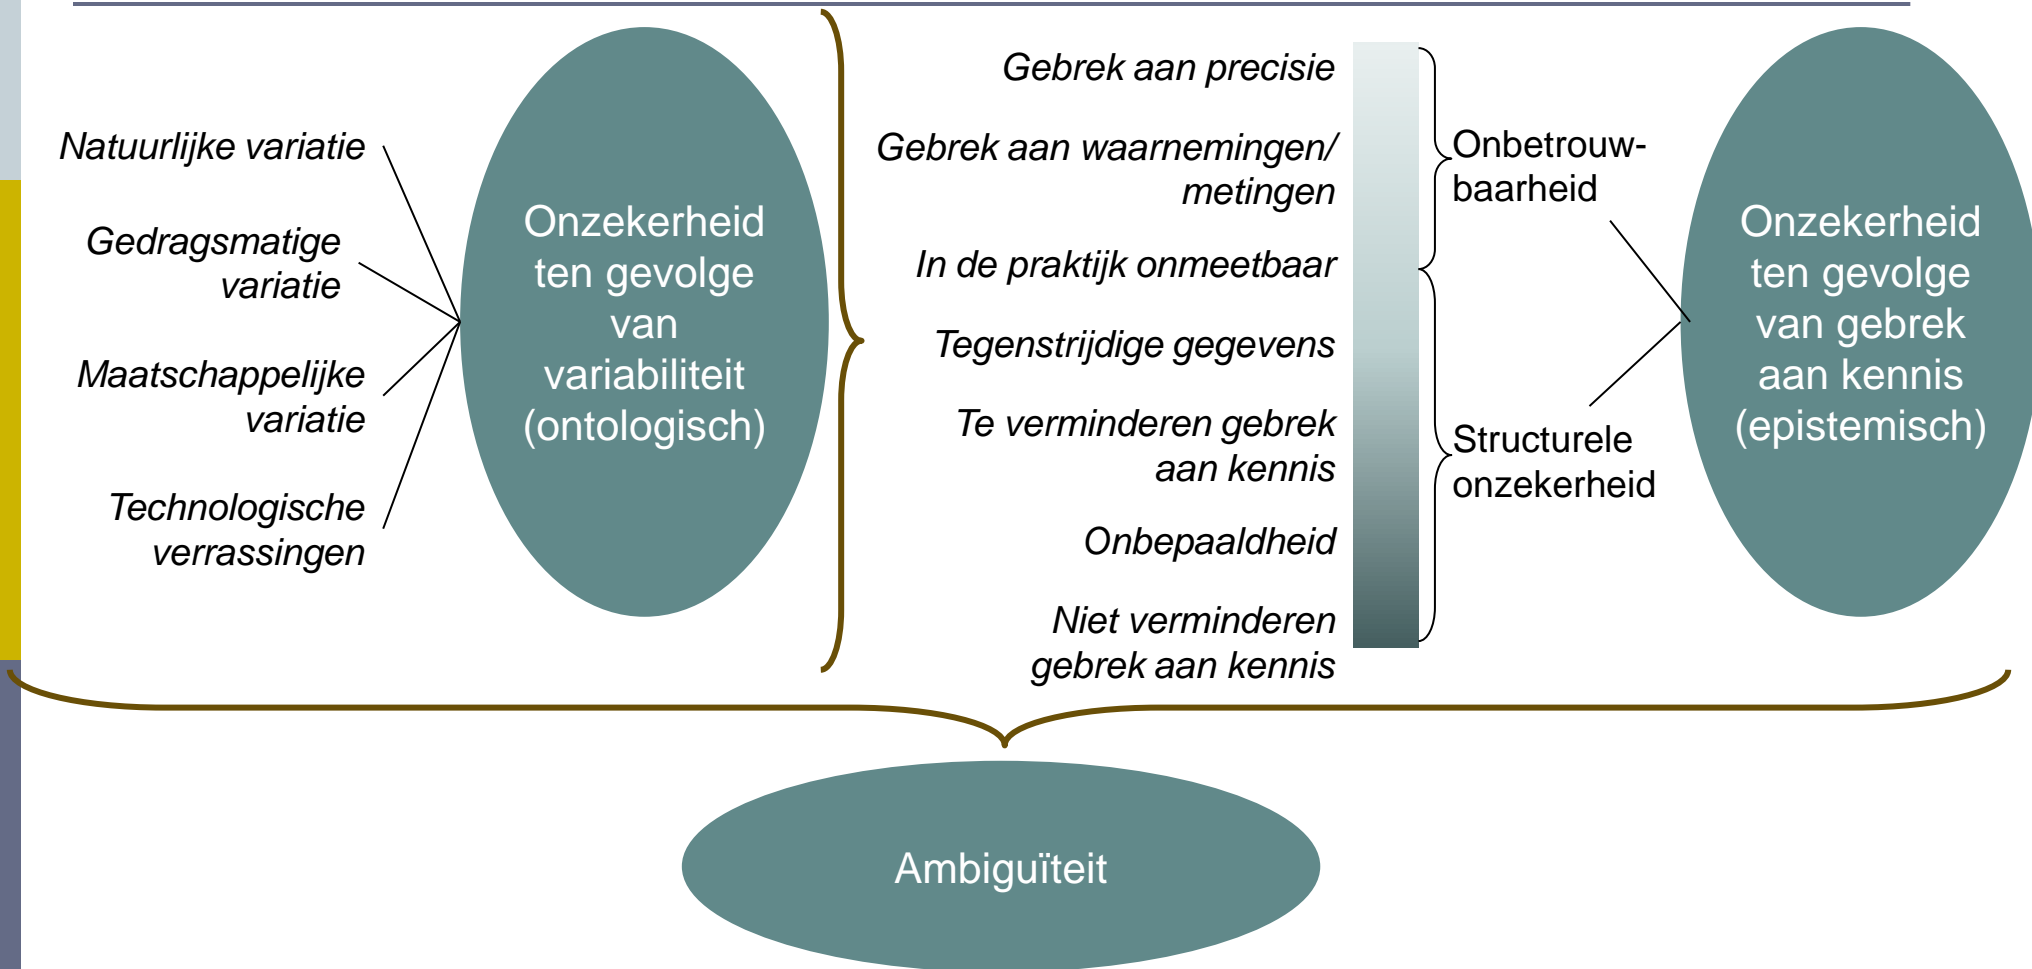 Natuurlijke variatie
Gedragsmatige
variatie
Maatschappelijke
variatie
Technologische
verrassingen
Onzekerheid
ten gevolge
van
variabiliteit
(ontologisch)
Gebrek aan precisie
Gebrek aan waarnemingen/
metingen
In de praktijk onmeetbaar
Tegenstrijdige gegevens
Te verminderen gebrek
aan kennis
Onbepaaldheid
Niet verminderen
gebrek aan kennis
Onbetrouw-
baarheid
Structurele
onzekerheid
Onzekerheid
ten gevolge
van gebrek
aan kennis
(epistemisch)
Ambiguïteit